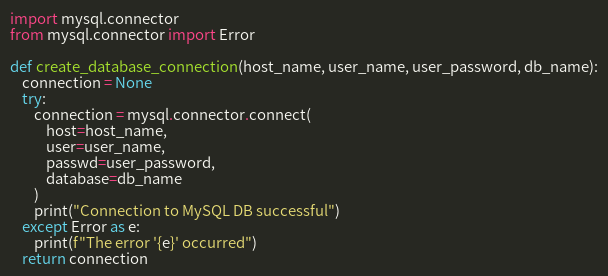 import mysql.connector
from mysql.connector import Error

def create_database_connection(host_name, user_name, user_password, db_name):
    connection = None
    try:
        connection = mysql.connector.connect(
            host=host_name,
            user=user_name,
            passwd=user_password,
            database=db_name
        )
        print("Connection to MySQL DB successful")
    except Error as e:
        print(f"The error '{e}' occurred")
    return connection